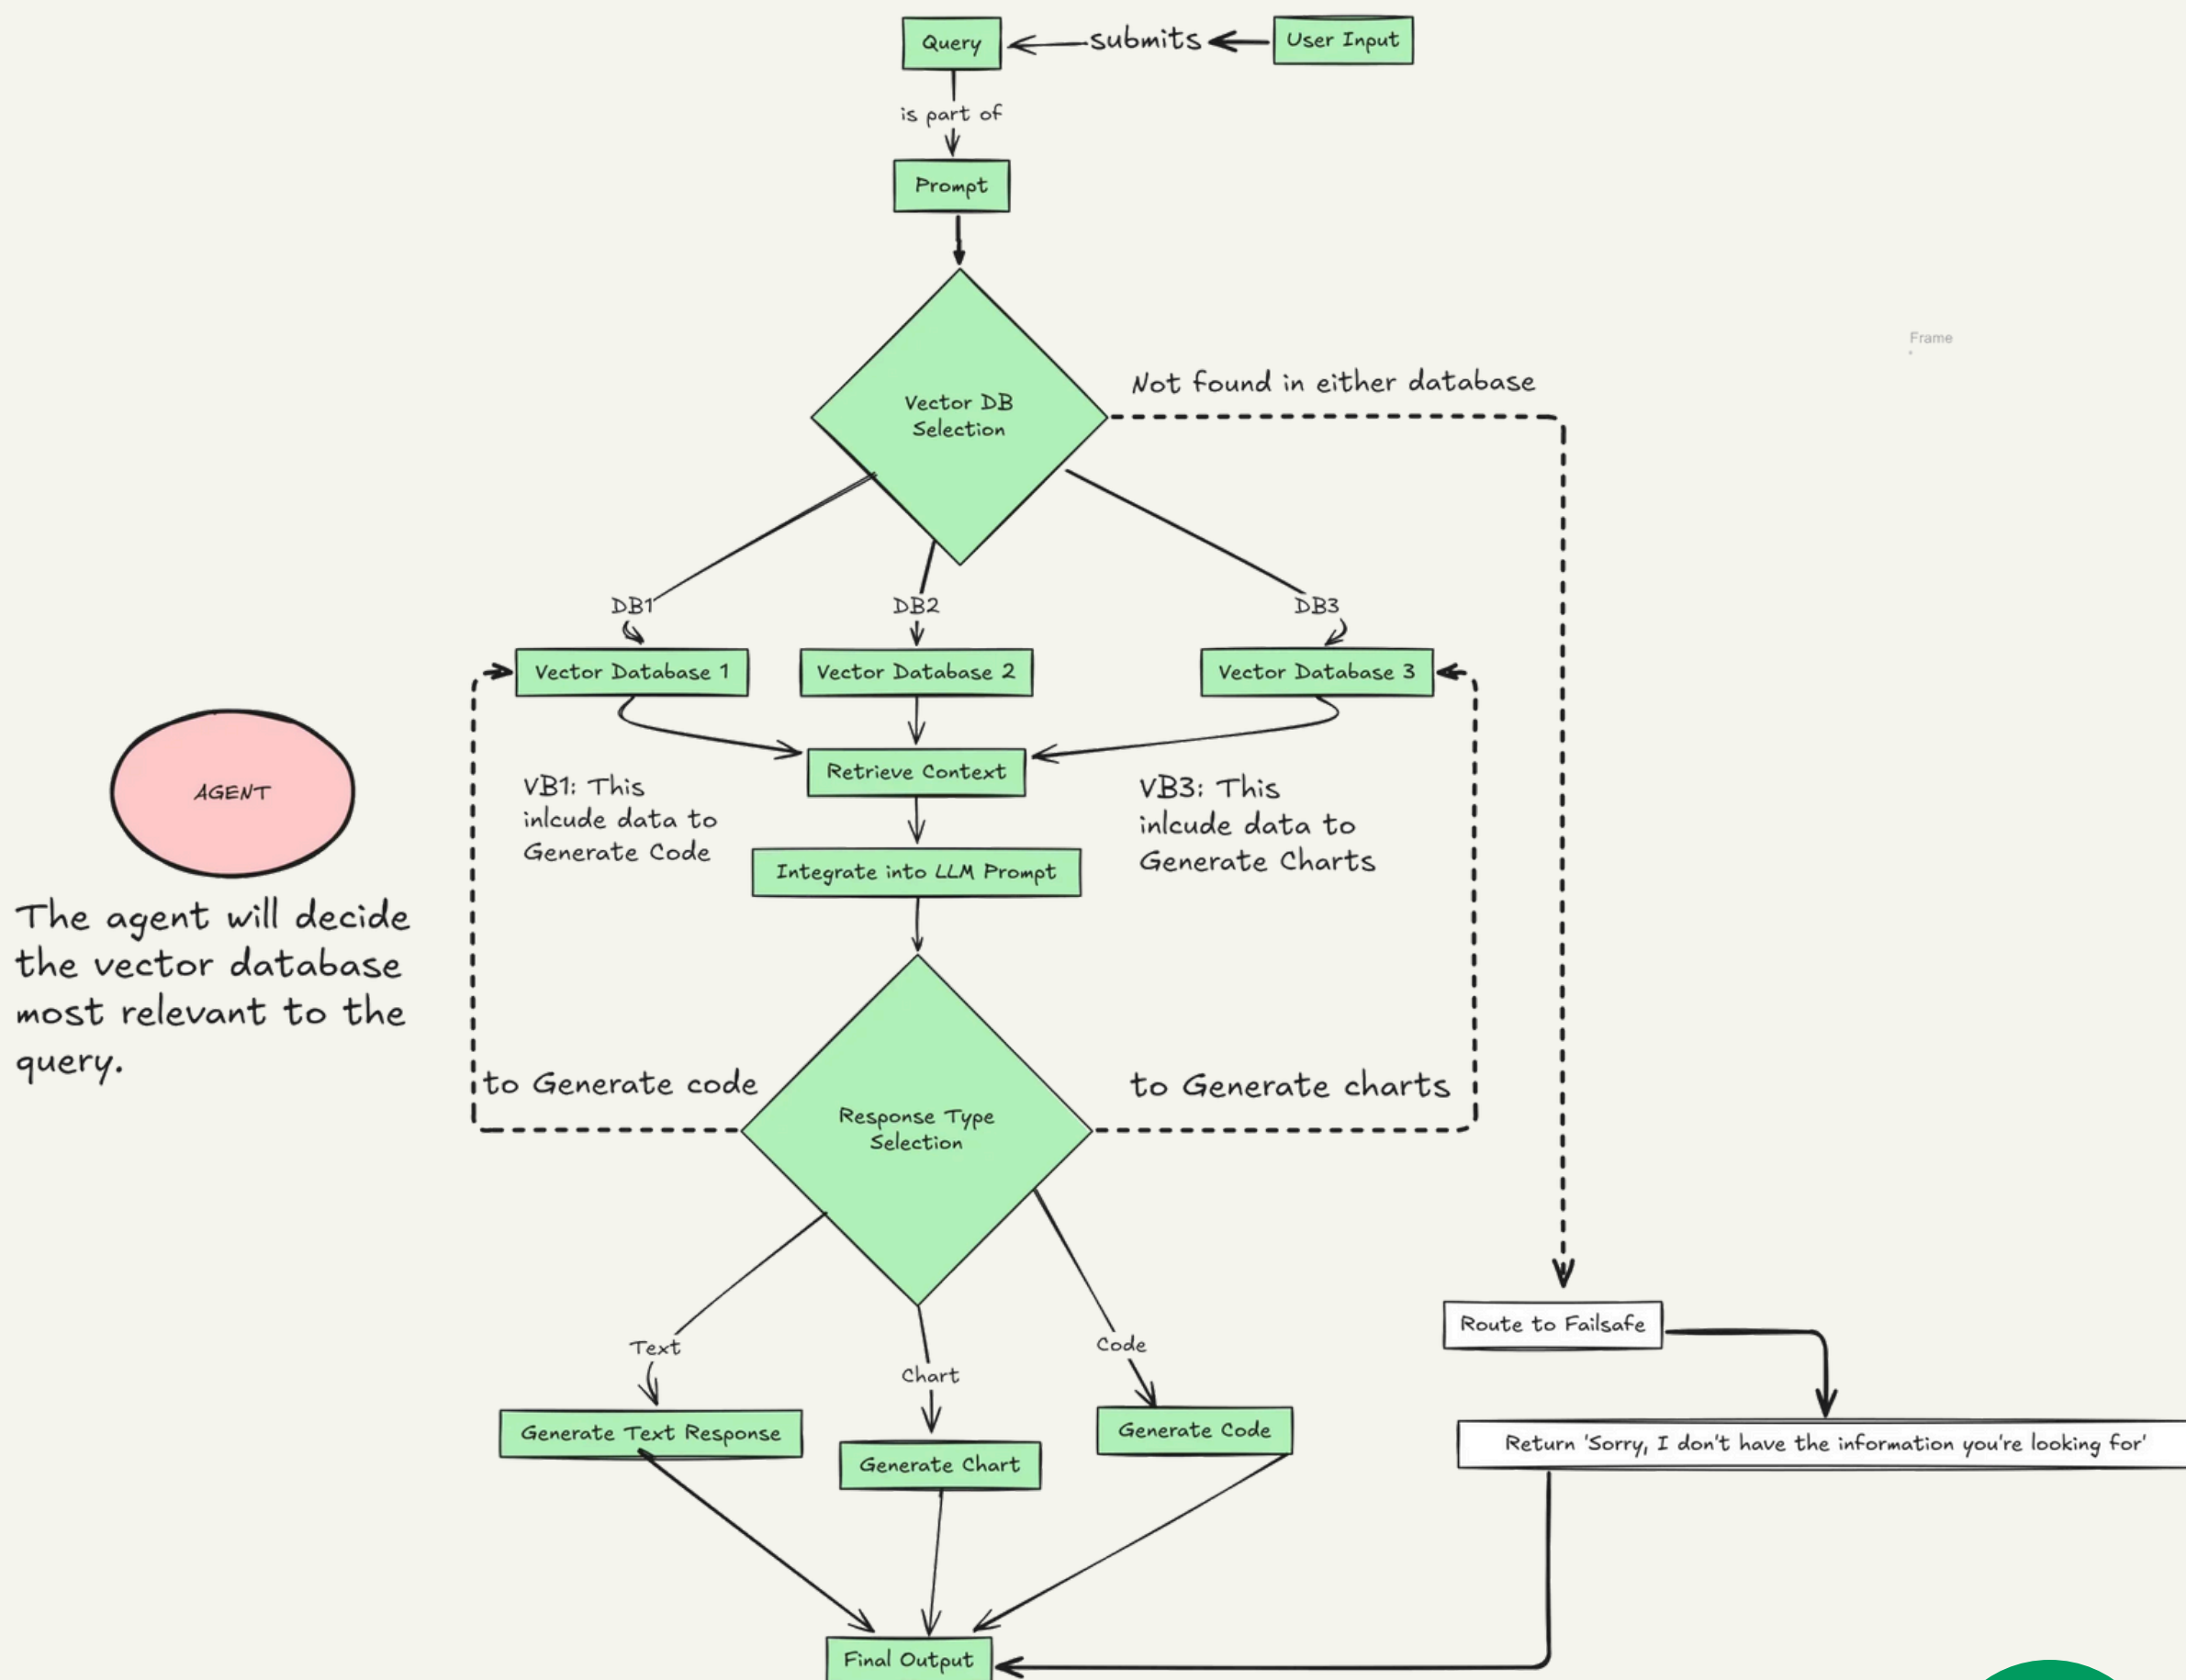 Query
submits
User Input
is part of
Prompt
Frame
Not found in either database
Vector DB
Selection
DB1
DB2
DB3
Vector Database 1
Vector Database 2
Vector Database 3
Retrieve Context
AGENT
VB1: This
inlcude data to
Generate Code
VB3: This
inlcude data to
Generate Charts
Integrate into LLM Prompt
The agent will decide
the vector database
most relevant to the
query.
to Generate code
to Generate charts
Response Type
Selection
Route to Failsafe
Text
Chart
Code
Generate Text Response
Generate Chart
Generate Code
Return 'Sorry, I don't have the information you're looking for'
Final Output